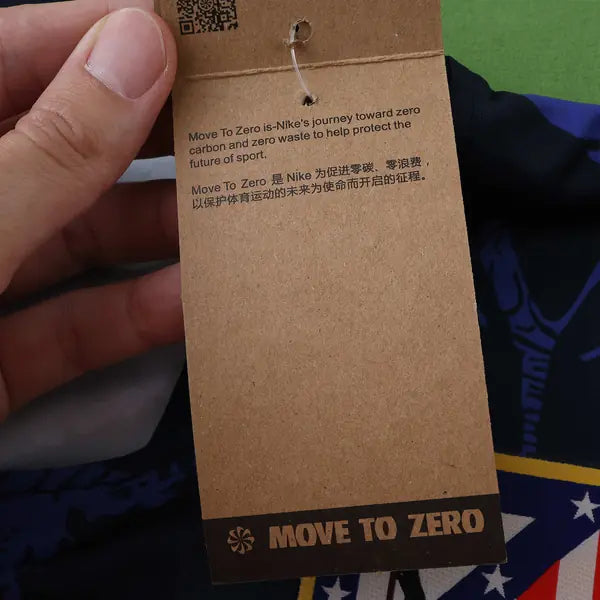 Move To Zero is-Nike's journey toward zero
carbon and zero waste to help protect the
future of sport.
Move To Zero 是 Nike 为促进零碳、零浪费，
以保护体育运动的未来为使命而开启的征程。
MOVE TO ZERO